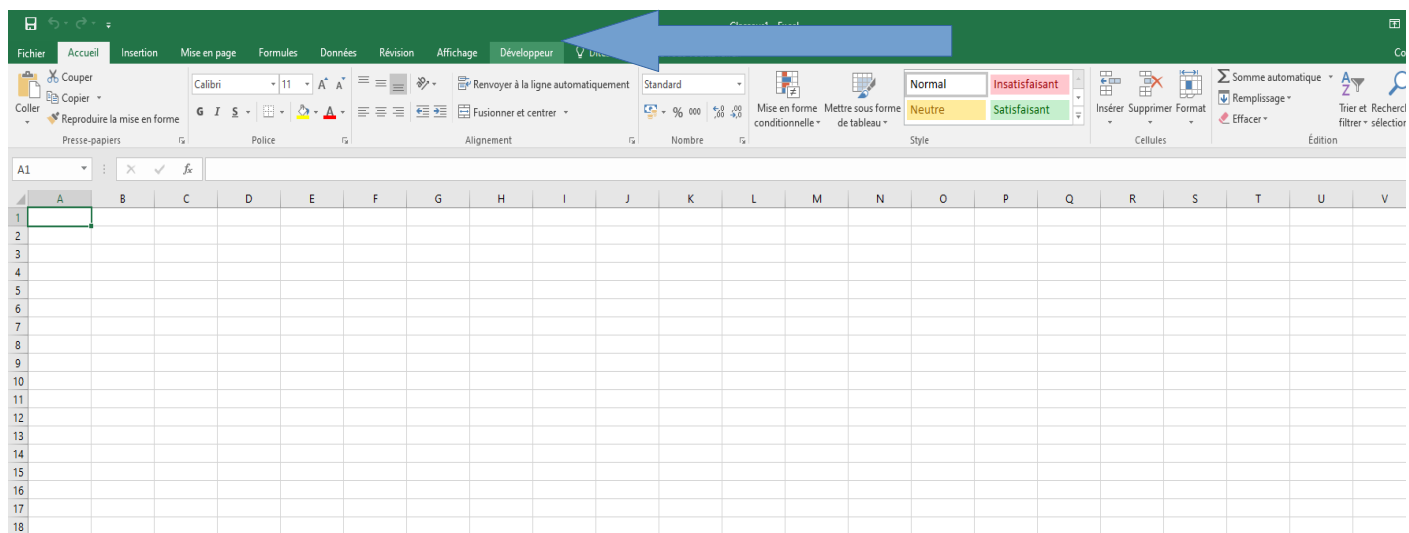 Fichier Accueil Insertion Mise en page Formules Données Révision Affichage Développeur
Couper
Copier
Reproduire la mise en forme
Coller
Presse-papiers
Calibri 11 A A
G I S A
Police
Renvoyer à la ligne automatiquement
Fusionner et centrer
Alignement
Standard
% 000
Nombre
Mise en forme conditionnelle
Mettre sous forme de tableau
Normal Insatisfaisant
Neutre Satisfaisant
Style
Insérer Supprimer Format
Cellules
Somme automatique
Remplissage
Effacer
Trier et
filtrer
Édition
A1 fx
A B C D E F G H I J K L M N O P Q R S T U V
1
2
3
4
5
6
7
8
9
10
11
12
13
14
15
16
17
18